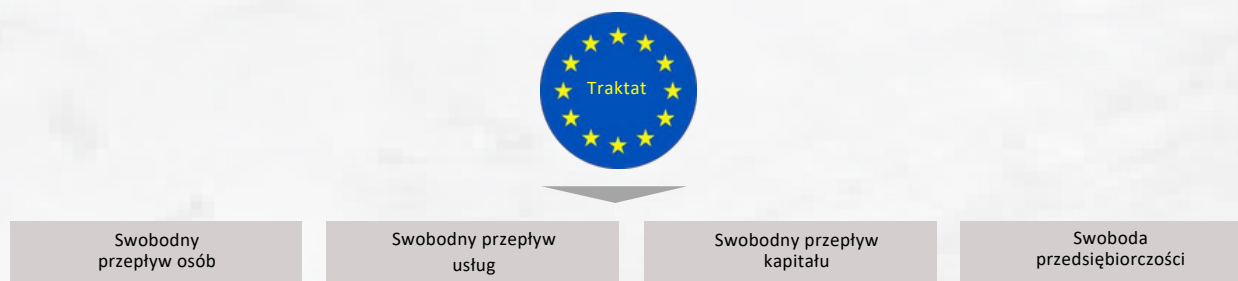 Traktat
Swobodny
przepływ osób
Swobodny przepływ
usług
Swobodny przepływ
kapitału
Swoboda
przedsiębiorczości